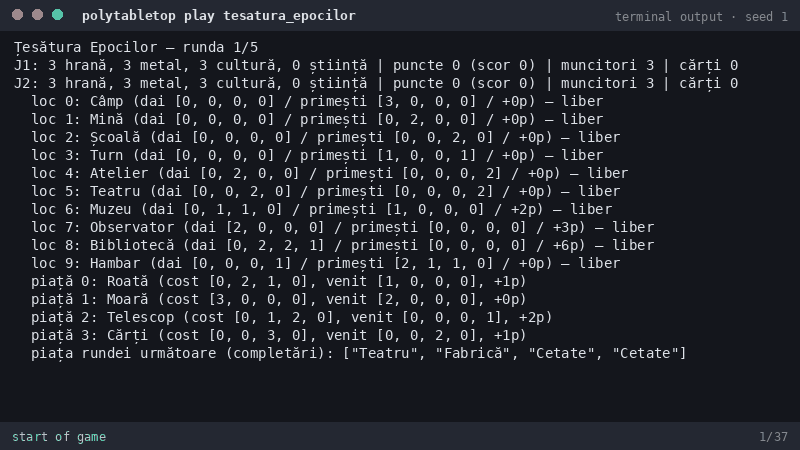 polytabletop play tesatura_epocilor
terminal output · seed 1
Țesătura Epocilor — runda 1/5
J1: 3 hrană, 3 metal, 3 cultură, 0 știință | puncte 0 (scor 0) | muncitori 3 | cărți 0
J2: 3 hrană, 3 metal, 3 cultură, 0 știință | puncte 0 (scor 0) | muncitori 3 | cărți 0
loc 0: Câmp (dai [0, 0, 0, 0] / primești [3, 0, 0, 0] / +0p) — liber
loc 1: Mină (dai [0, 0, 0, 0] / primești [0, 2, 0, 0] / +0p) — liber
loc 2: Școală (dai [0, 0, 0, 0] / primești [0, 0, 2, 0] / +0p) — liber
loc 3: Turn (dai [0, 0, 0, 0] / primești [1, 0, 0, 1] / +0p) — liber
loc 4: Atelier (dai [0, 2, 0, 0] / primești [0, 0, 0, 2] / +0p) — liber
loc 5: Teatru (dai [0, 0, 2, 0] / primești [0, 0, 0, 2] / +0p) — liber
loc 6: Muzeu (dai [0, 1, 1, 0] / primești [1, 0, 0, 0] / +2p) — liber
loc 7: Observator (dai [2, 0, 0, 0] / primești [0, 0, 0, 0] / +3p) — liber
loc 8: Bibliotecă (dai [0, 2, 2, 1] / primești [0, 0, 0, 0] / +6p) — liber
loc 9: Hambar (dai [0, 0, 0, 1] / primești [2, 1, 1, 0] / +0p) — liber
piață 0: Roată (cost [0, 2, 1, 0], venit [1, 0, 0, 0], +1p)
piață 1: Moară (cost [3, 0, 0, 0], venit [2, 0, 0, 0], +0p)
piață 2: Telescop (cost [0, 1, 2, 0], venit [0, 0, 0, 1], +2p)
piață 3: Cărți (cost [0, 0, 3, 0], venit [0, 0, 2, 0], +1p)
piața rundei următoare (completări): ["Teatru", "Fabrică", "Cetate", "Cetate"]
start of game
1/37